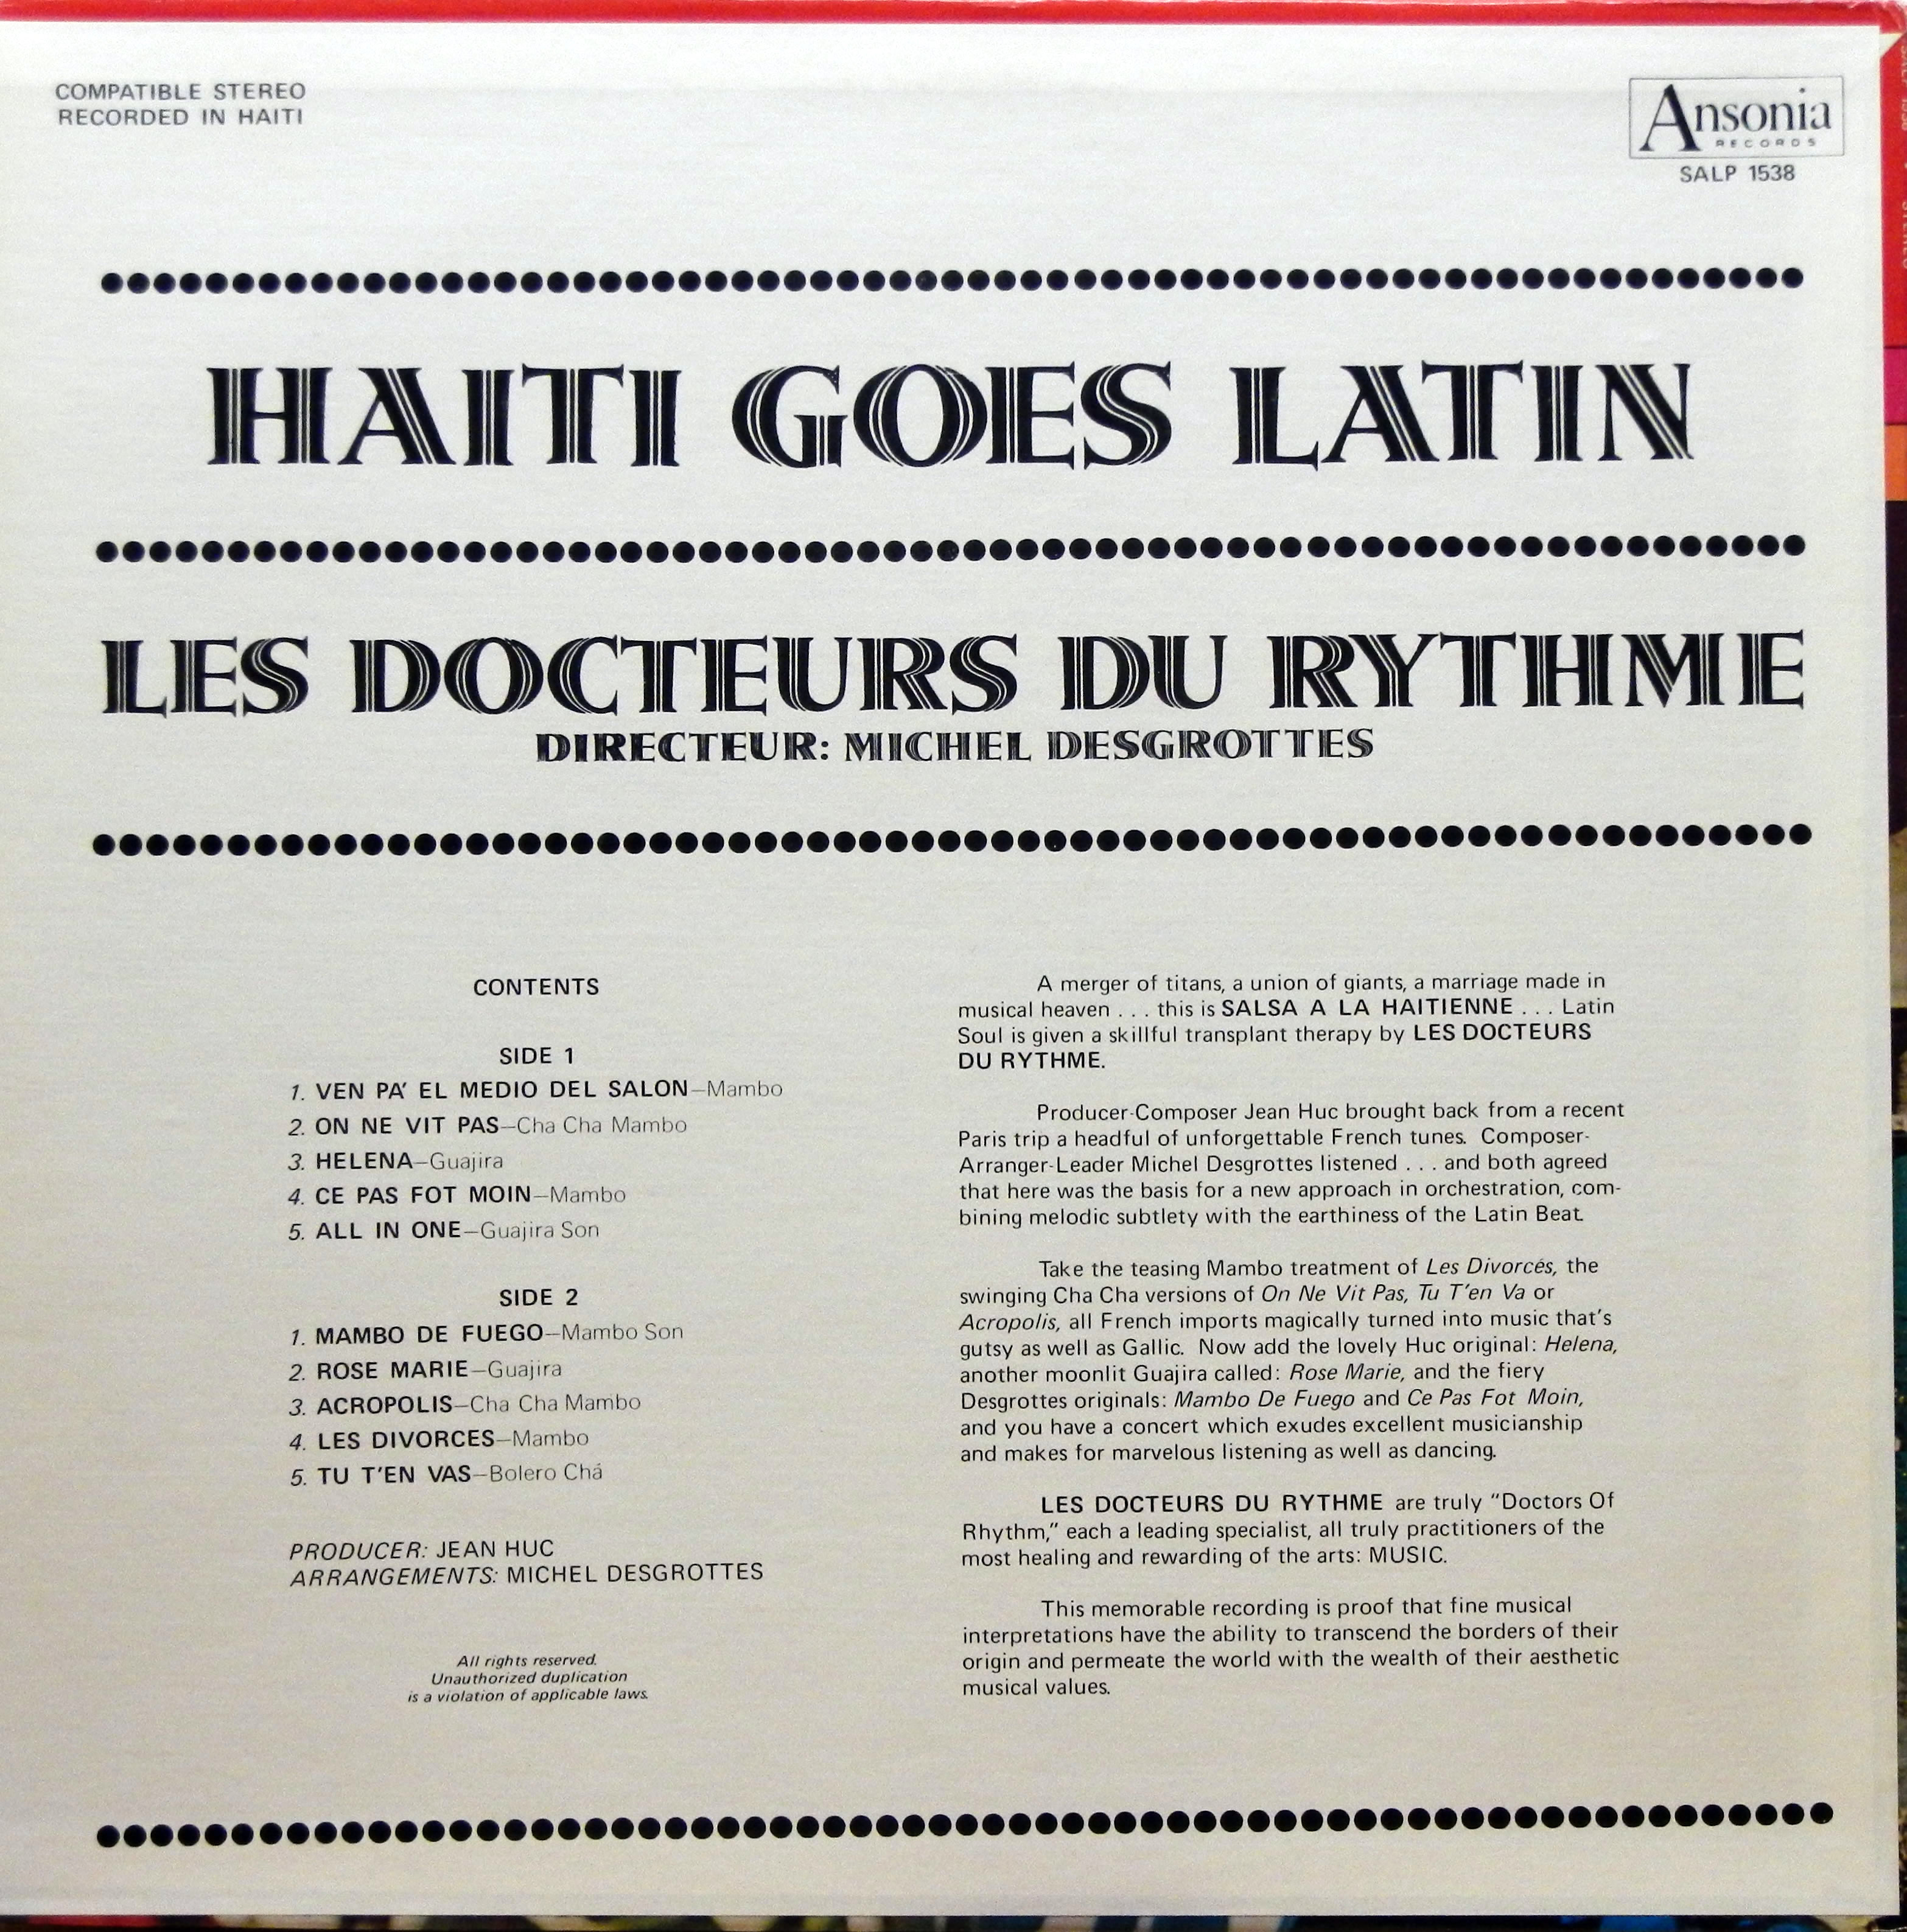 COMPATIBLE STEREO
RECORDED IN HAITI
Ansonia
RECORDS
SALP 1538
HAITI GOES LATIN
LES DOCTEURS DU RYTHME
DIRECTEUR: MICHEL DESGROTTES
CONTENTS
SIDE 1
1. VEN PA' EL MEDIO DEL SALON—Mambo
2. ON NE VIT PAS—Cha Cha Mambo
3. HELENA—Guajira
4. CE PAS FOT MOIN—Mambo
5. ALL IN ONE—Guajira Son
SIDE 2
1. MAMBO DE FUEGO—Mambo Son
2. ROSE MARIE—Guajira
3. ACROPOLIS—Cha Cha Mambo
4. LES DIVORCES—Mambo
5. TU T'EN VAS—Bolero Chá
PRODUCER: JEAN HUC
ARRANGEMENTS: MICHEL DESGROTTES
All rights reserved.
Unauthorized duplication
is a violation of applicable laws.
A merger of titans, a union of giants, a marriage made in
musical heaven . . . this is SALSA A LA HAITIENNE . . . Latin
Soul is given a skillful transplant therapy by LES DOCTEURS
DU RYTHME.
Producer-Composer Jean Huc brought back from a recent
Paris trip a headful of unforgettable French tunes. Composer-
Arranger-Leader Michel Desgrottes listened . . . and both agreed
that here was the basis for a new approach in orchestration, com-
bining melodic subtlety with the earthiness of the Latin Beat.
Take the teasing Mambo treatment of Les Divorcés, the
swinging Cha Cha versions of On Ne Vit Pas, Tu T'en Va or
Acropolis, all French imports magically turned into music that's
gutsy as well as Gallic. Now add the lovely Huc original: Helena,
another moonlit Guajira called: Rose Marie, and the fiery
Desgrottes originals: Mambo De Fuego and Ce Pas Fot Moin,
and you have a concert which exudes excellent musicianship
and makes for marvelous listening as well as dancing.
LES DOCTEURS DU RYTHME are truly "Doctors Of
Rhythm," each a leading specialist, all truly practitioners of the
most healing and rewarding of the arts: MUSIC.
This memorable recording is proof that fine musical
interpretations have the ability to transcend the borders of their
origin and permeate the world with the wealth of their aesthetic
musical values.